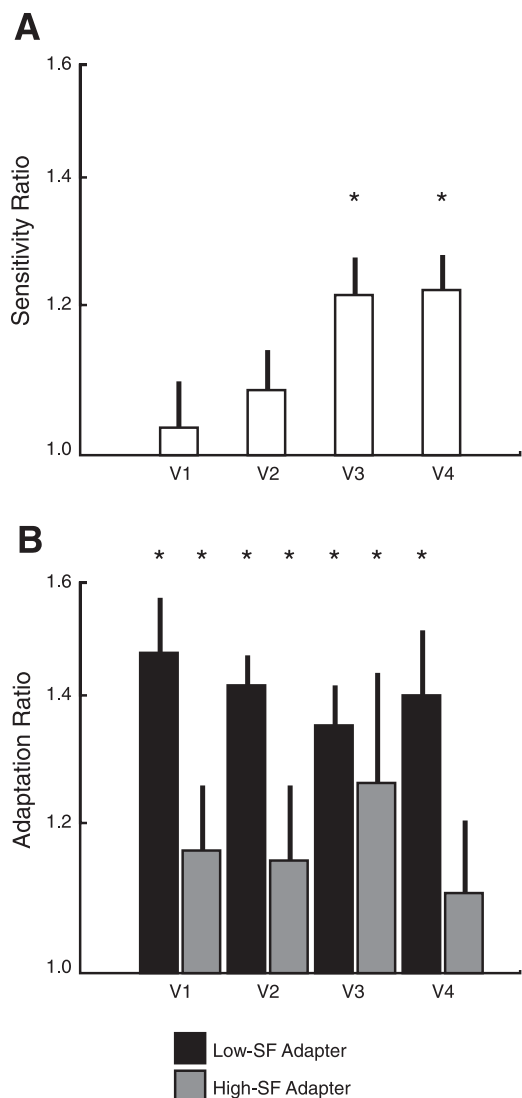 A
1.6
1.4
1.2
1.0
Sensitivity Ratio
* *
V1 V2 V3 V4
B
* * * * * * *
1.6
1.4
1.2
1.0
Adaptation Ratio
V1 V2 V3 V4
Low-SF Adapter
High-SF Adapter